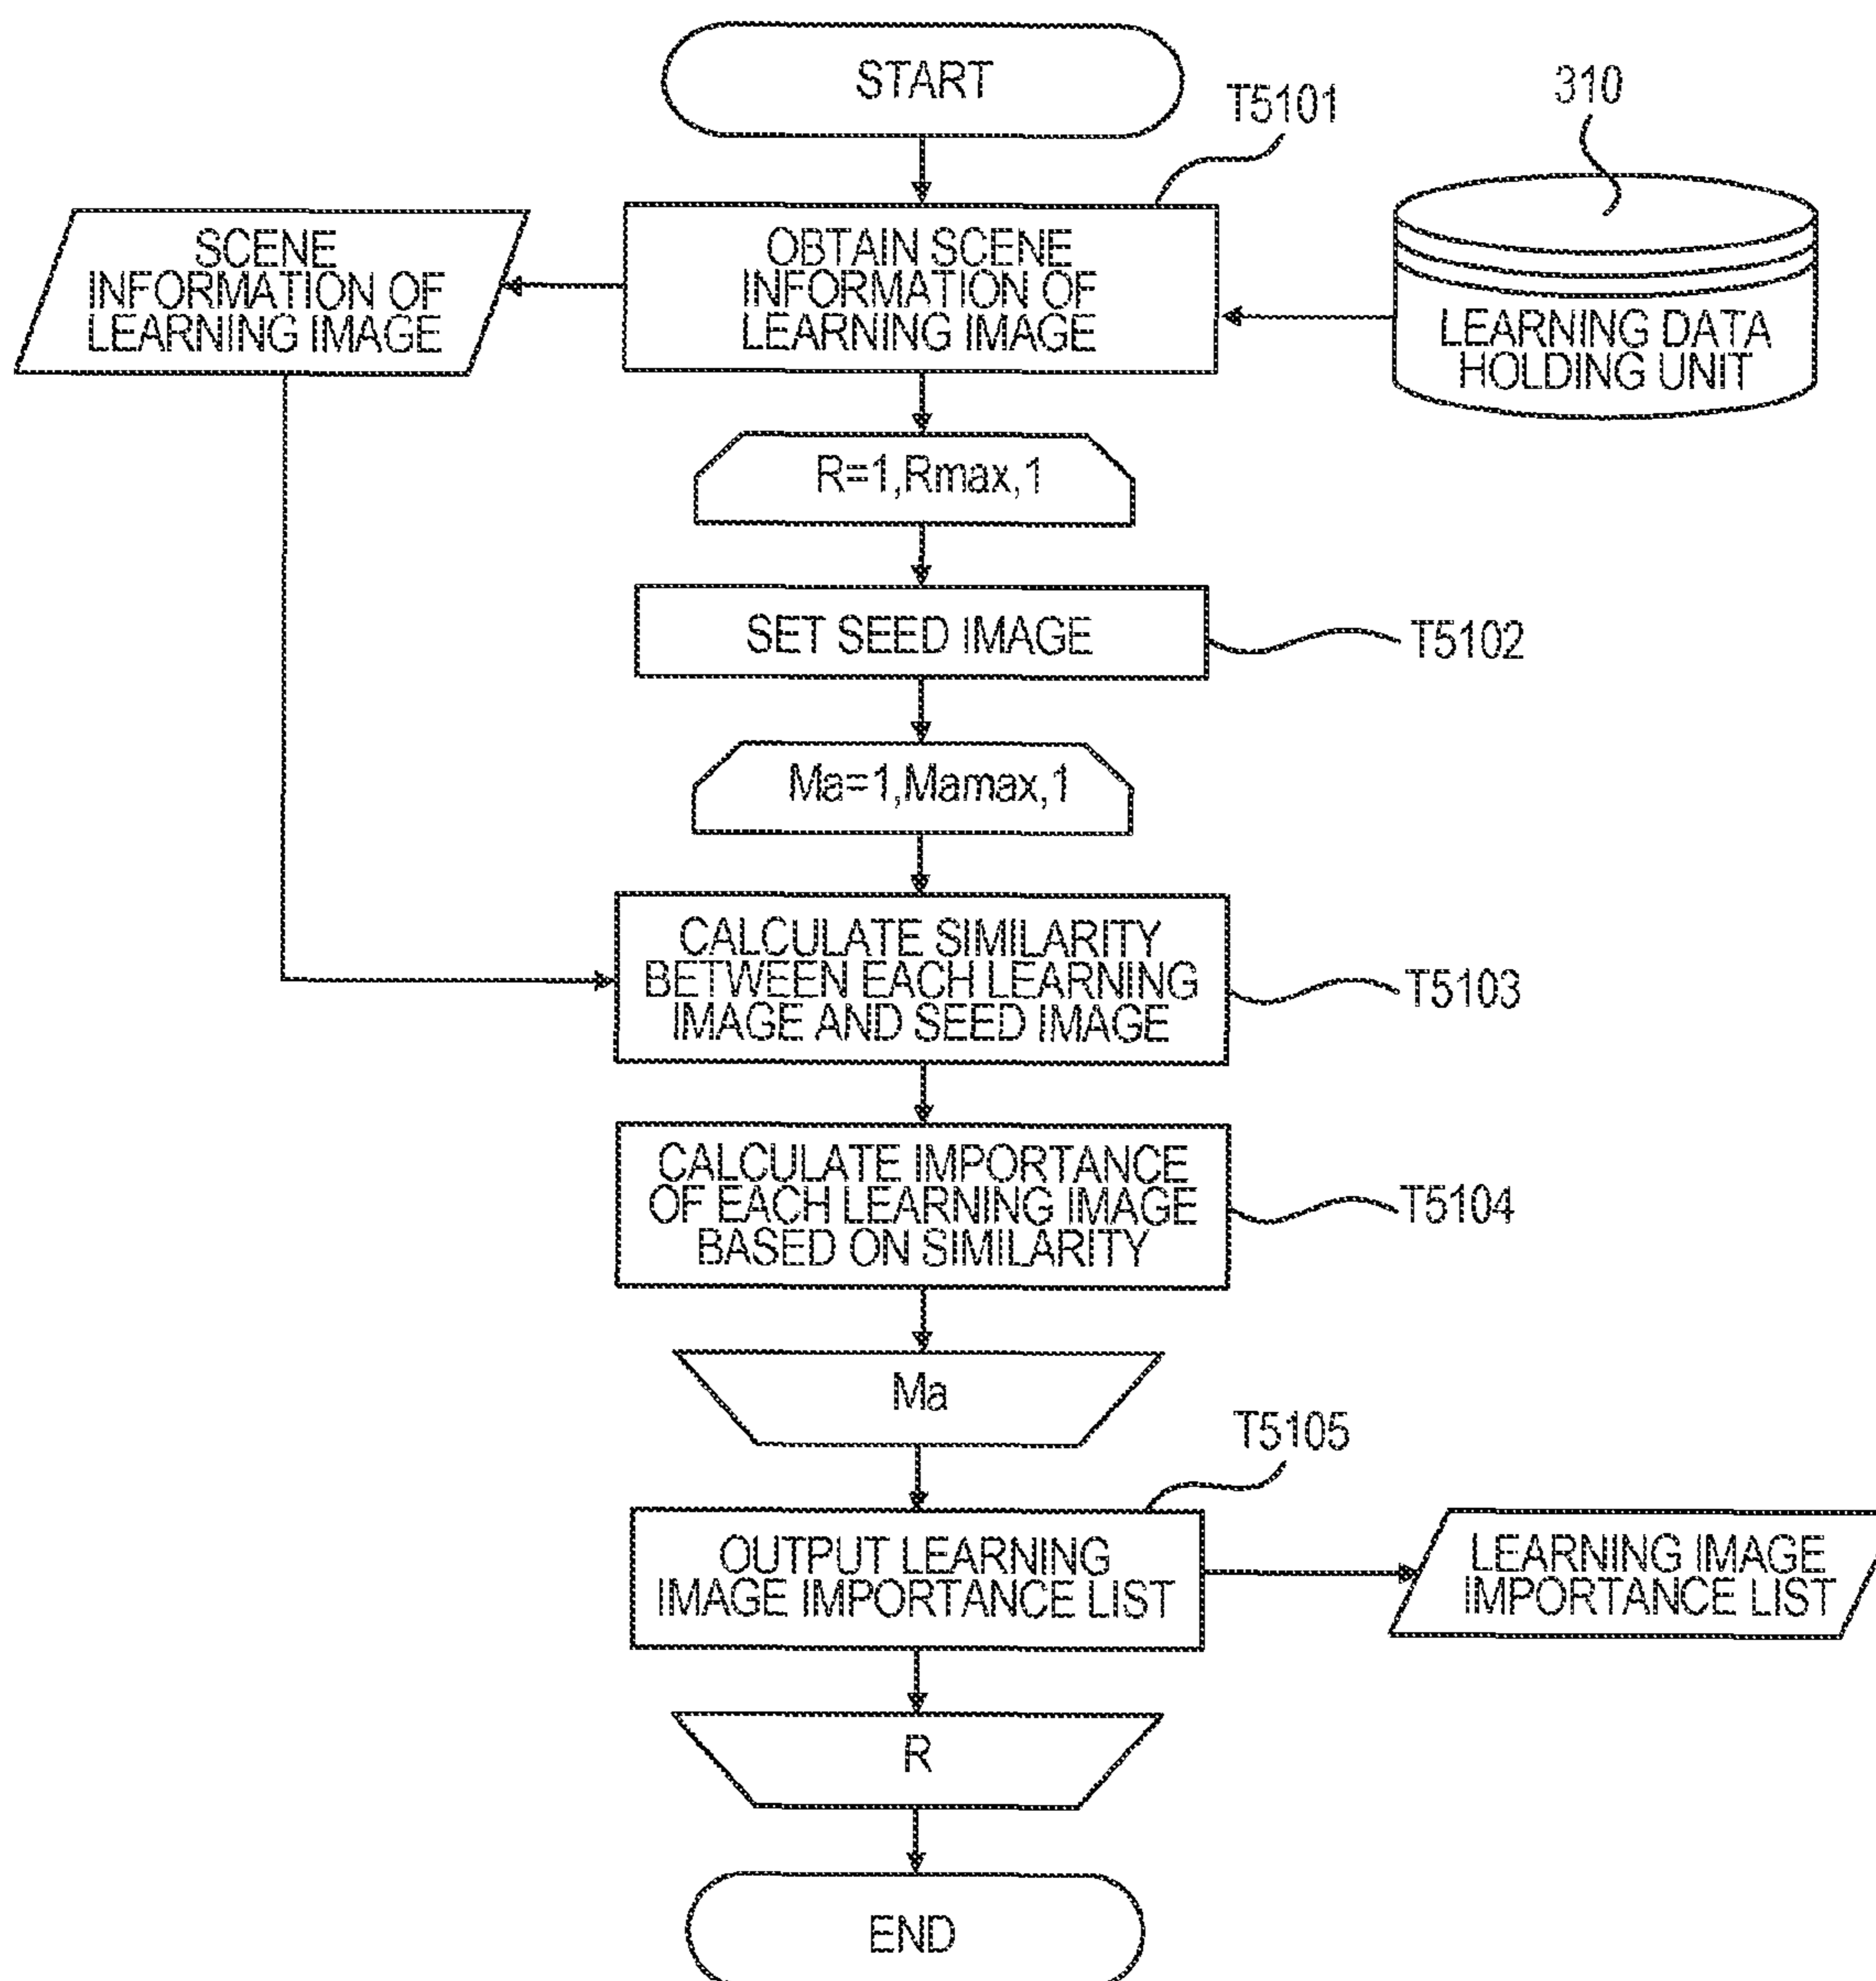 START
T5101
310
SCENE
INFORMATION OF
LEARNING IMAGE
OBTAIN SCENE
INFORMATION OF
LEARNING IMAGE
LEARNING DATA
HOLDING UNIT
R=1,Rmax,1
SET SEED IMAGE
T5102
Ma=1,Mamax,1
CALCULATE SIMILARITY
BETWEEN EACH LEARNING
IMAGE AND SEED IMAGE
T5103
CALCULATE IMPORTANCE
OF EACH LEARNING IMAGE
BASED ON SIMILARITY
T5104
Ma
T5105
OUTPUT LEARNING
IMAGE IMPORTANCE LIST
LEARNING IMAGE
IMPORTANCE LIST
R
END